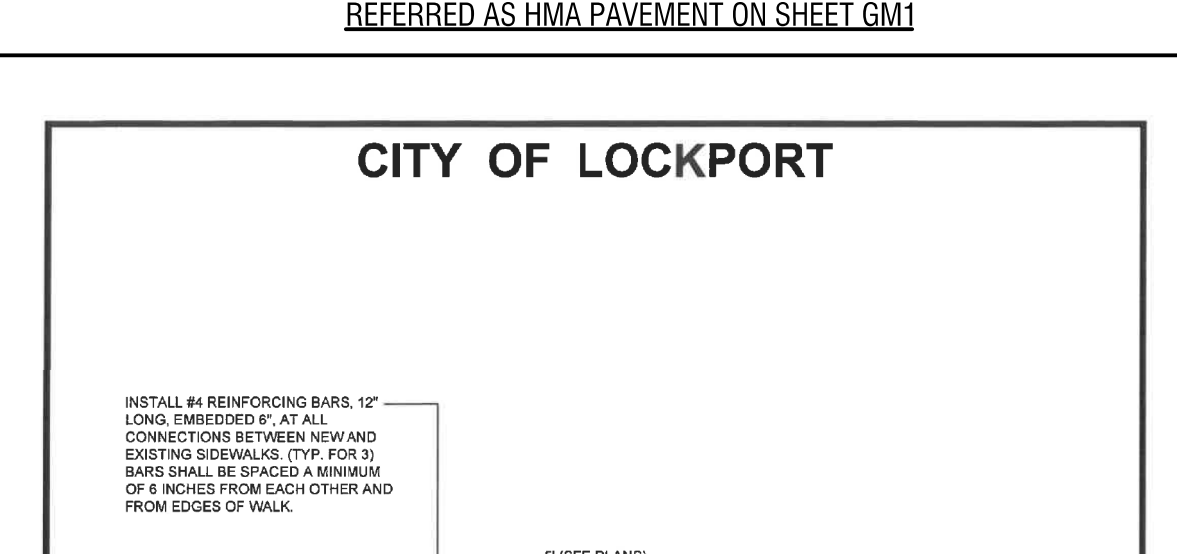 REFERRED AS HMA PAVEMENT ON SHEET GM1
CITY OF LOCKPORT
INSTALL #4 REINFORCING BARS, 12"
LONG, EMBEDDED 6", AT ALL
CONNECTIONS BETWEEN NEW AND
EXISTING SIDEWALKS. (TYP. FOR 3)
BARS SHALL BE SPACED A MINIMUM
OF 6 INCHES FROM EACH OTHER AND
FROM EDGES OF WALK.
(SEE PLANS)